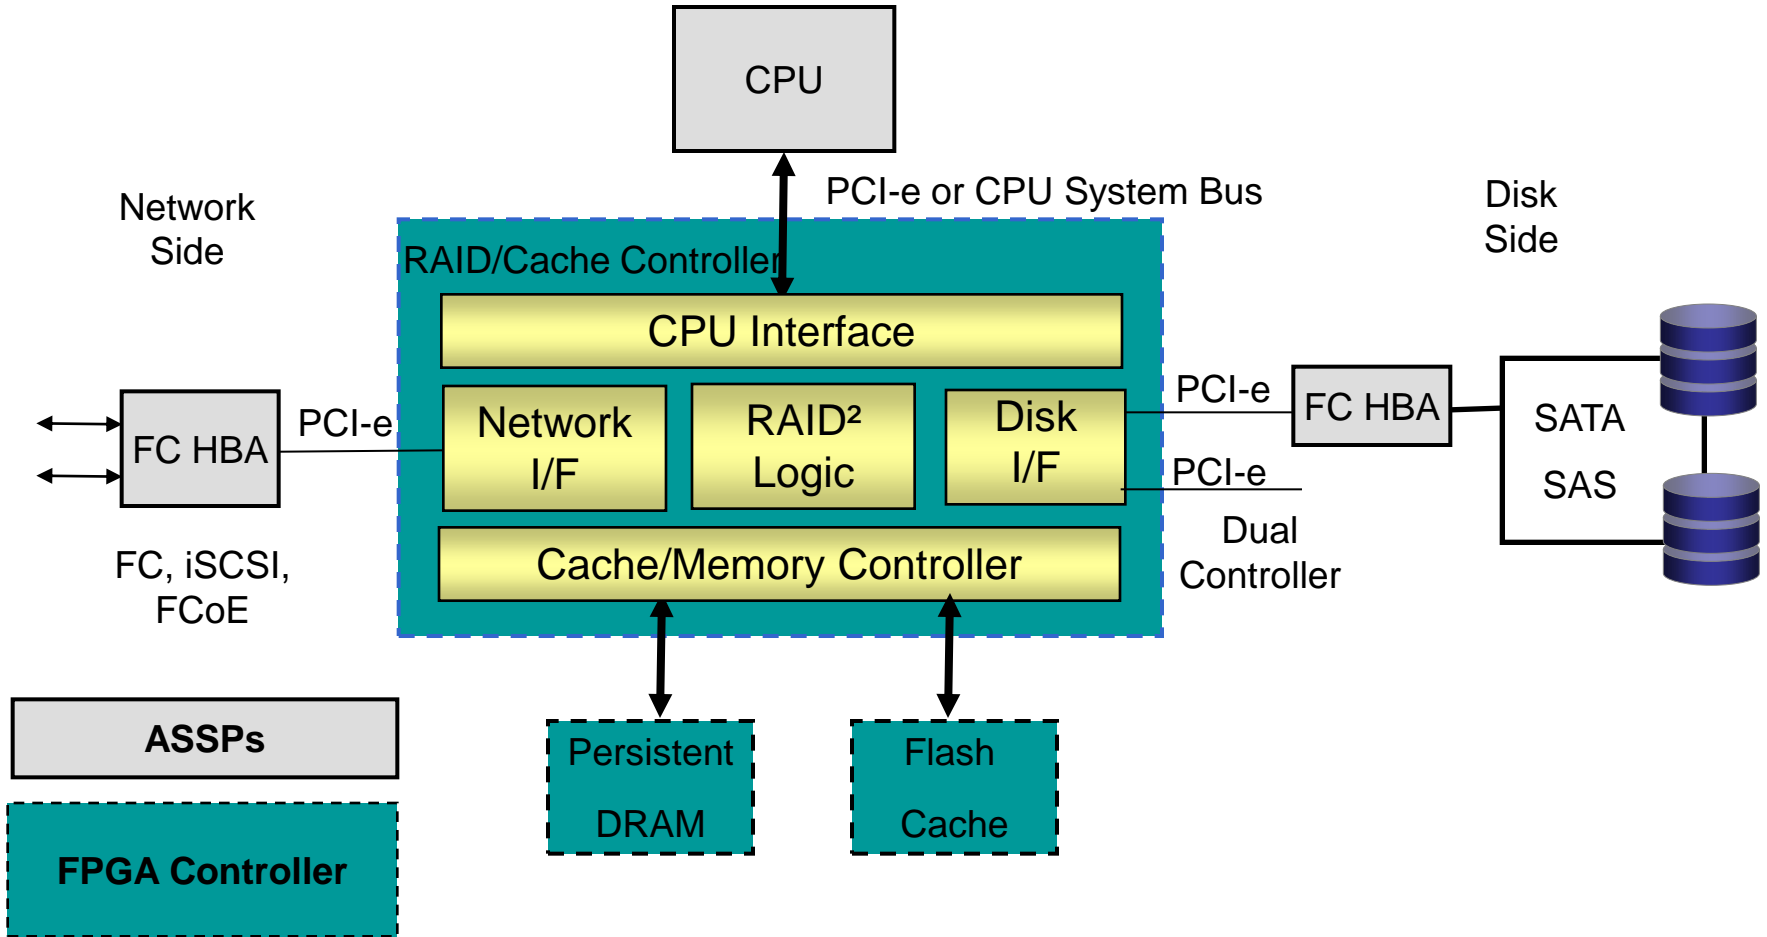 CPU
PCI-e or CPU System Bus
Network
Side
Disk
Side
RAID/Cache Controller
CPU Interface
FC HBA
PCI-e
Network
I/F
RAID²
Logic
Disk
I/F
PCI-e
FC HBA
SATA
SAS
PCI-e
Dual
Controller
Cache/Memory Controller
FC, iSCSI,
FCoE
Persistent
DRAM
Flash
Cache
ASSPs
FPGA Controller